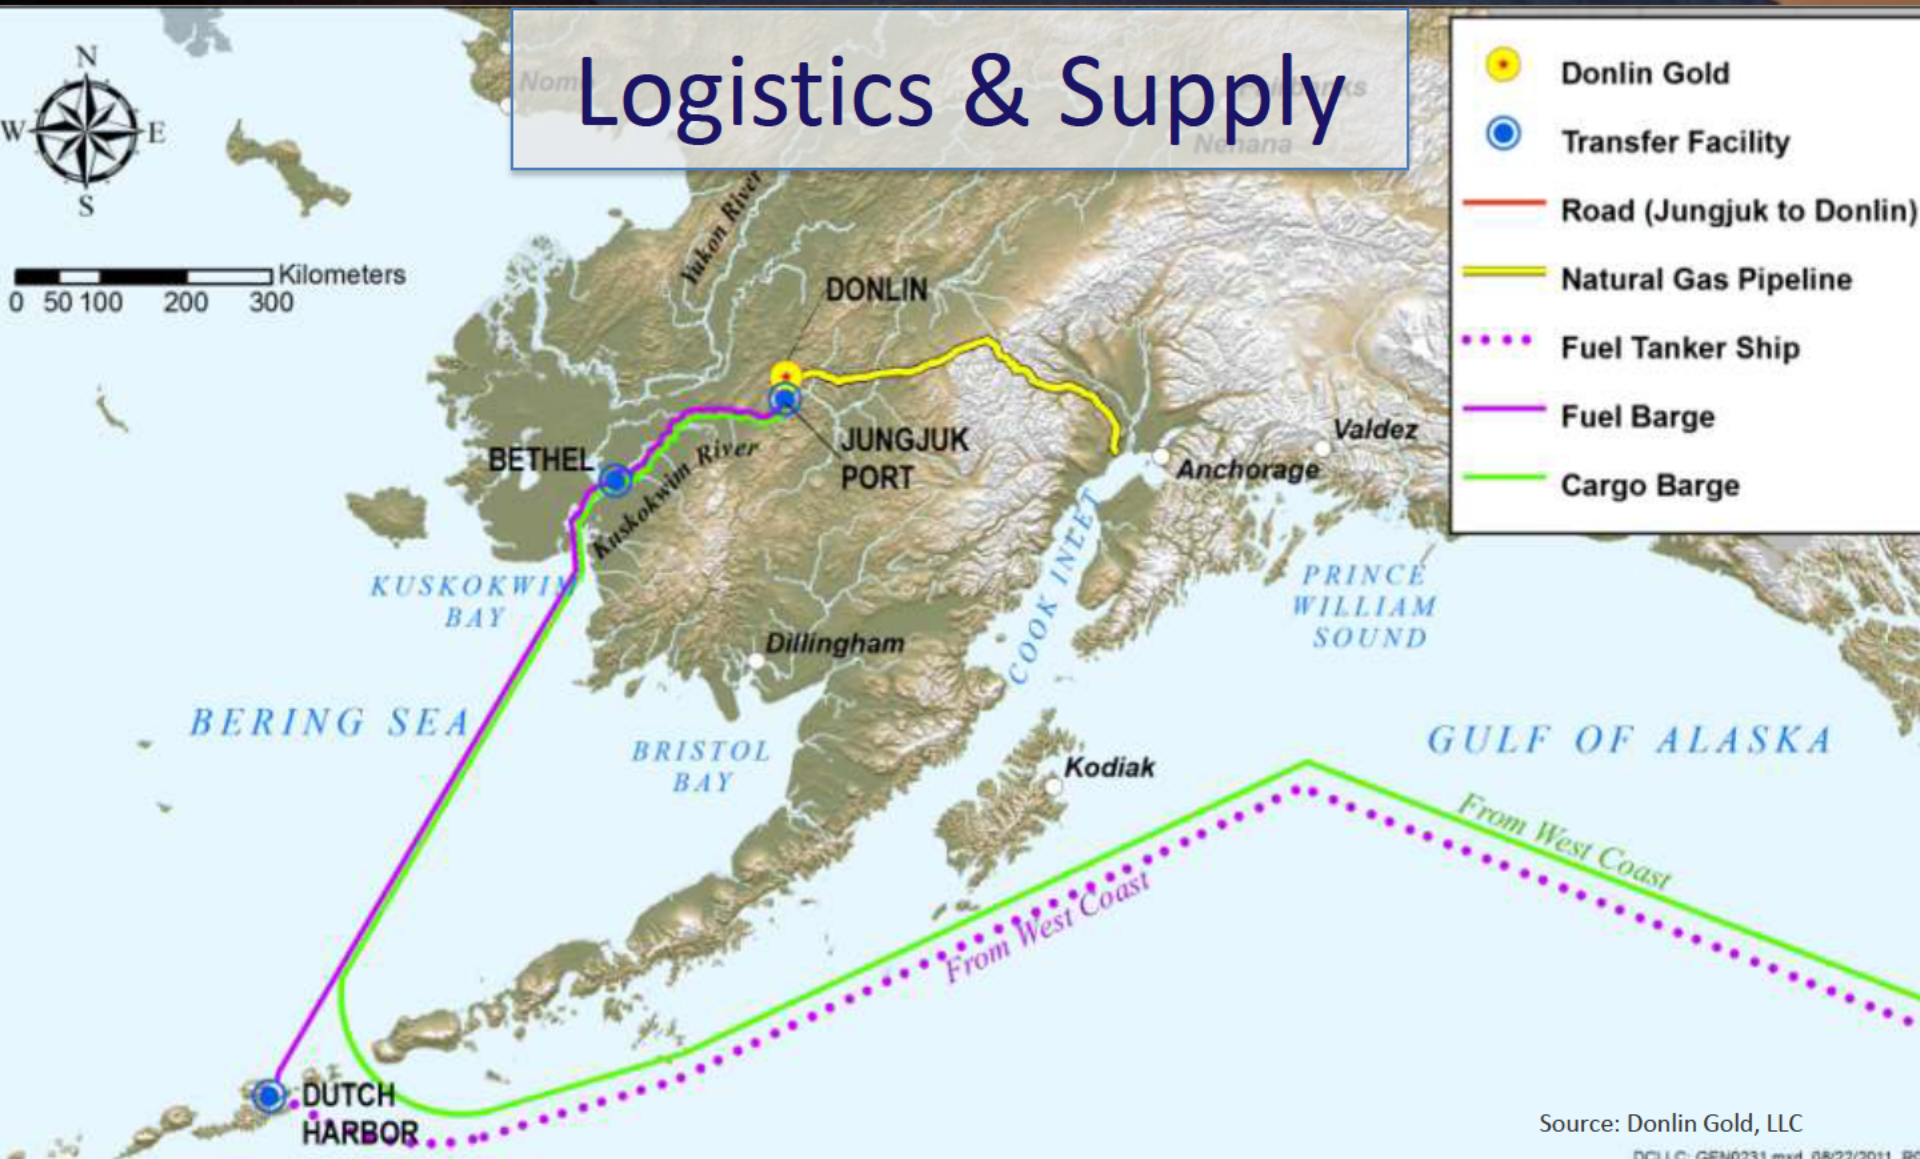 Logistics & Supply
N
W
E
S
Kilometers
0 50 100 200 300
Nenana
Yukon River
DONLIN
JUNGJUK
PORT
BETHEL
Kuskokwim River
Valdez
Anchorage
COOK INLET
KUSKOKWIM
BAY
PRINCE
WILLIAM
SOUND
Dillingham
BERING SEA
BRISTOL
BAY
Kodiak
GULF OF ALASKA
From West Coast
From West Coast
DUTCH
HARBOR
Donlin Gold
Transfer Facility
Road (Jungjuk to Donlin)
Natural Gas Pipeline
Fuel Tanker Ship
Fuel Barge
Cargo Barge
Source: Donlin Gold, LLC